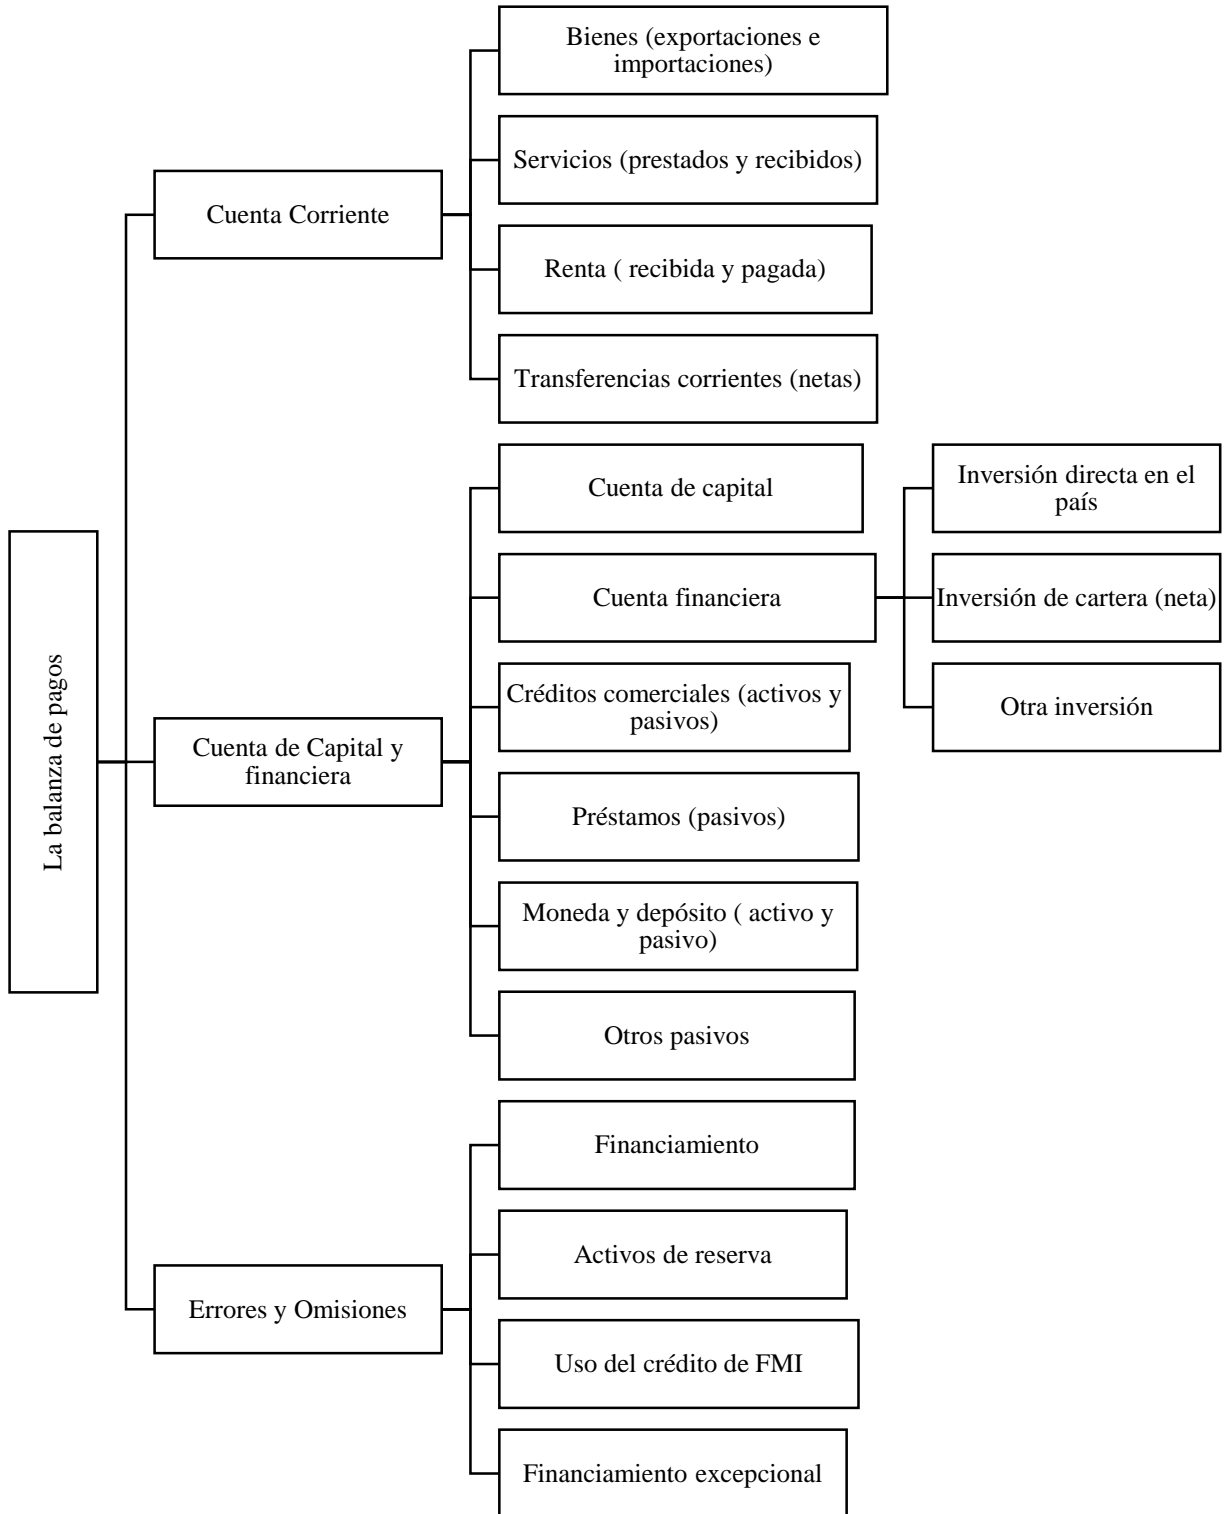 La balanza de pagos
Cuenta Corriente
Bienes (exportaciones e
importaciones)
Servicios (prestados y recibidos)
Renta ( recibida y pagada)
Transferencias corrientes (netas)
Cuenta de Capital y
financiera
Cuenta de capital
Cuenta financiera
Inversión directa en el
país
Inversión de cartera (neta)
Otra inversión
Créditos comerciales (activos y
pasivos)
Préstamos (pasivos)
Moneda y depósito ( activo y
pasivo)
Otros pasivos
Errores y Omisiones
Financiamiento
Activos de reserva
Uso del crédito de FMI
Financiamiento excepcional